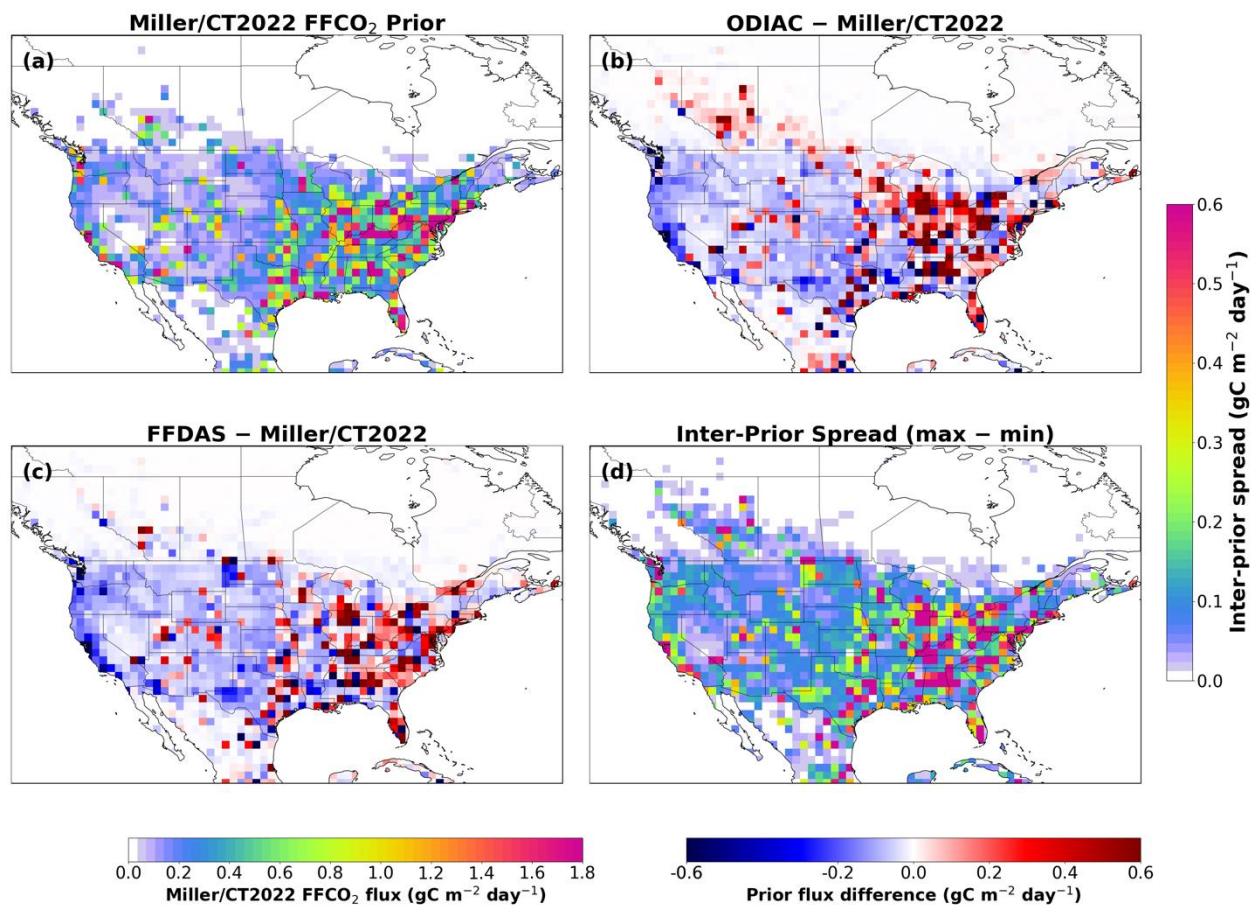 Miller/CT2022 FFCO₂ Prior
ODIAC − Miller/CT2022
(a)
(b)
FFDAS − Miller/CT2022
Inter-Prior Spread (max − min)
(c)
(d)
0.6
0.5
0.4
0.3
0.2
0.1
0.0
Inter-prior spread (gC m⁻² day⁻¹)
0.0 0.2 0.4 0.6 0.8 1.0 1.2 1.4 1.6 1.8
Miller/CT2022 FFCO₂ flux (gC m⁻² day⁻¹)
-0.6 -0.4 -0.2 0.0 0.2 0.4 0.6
Prior flux difference (gC m⁻² day⁻¹)